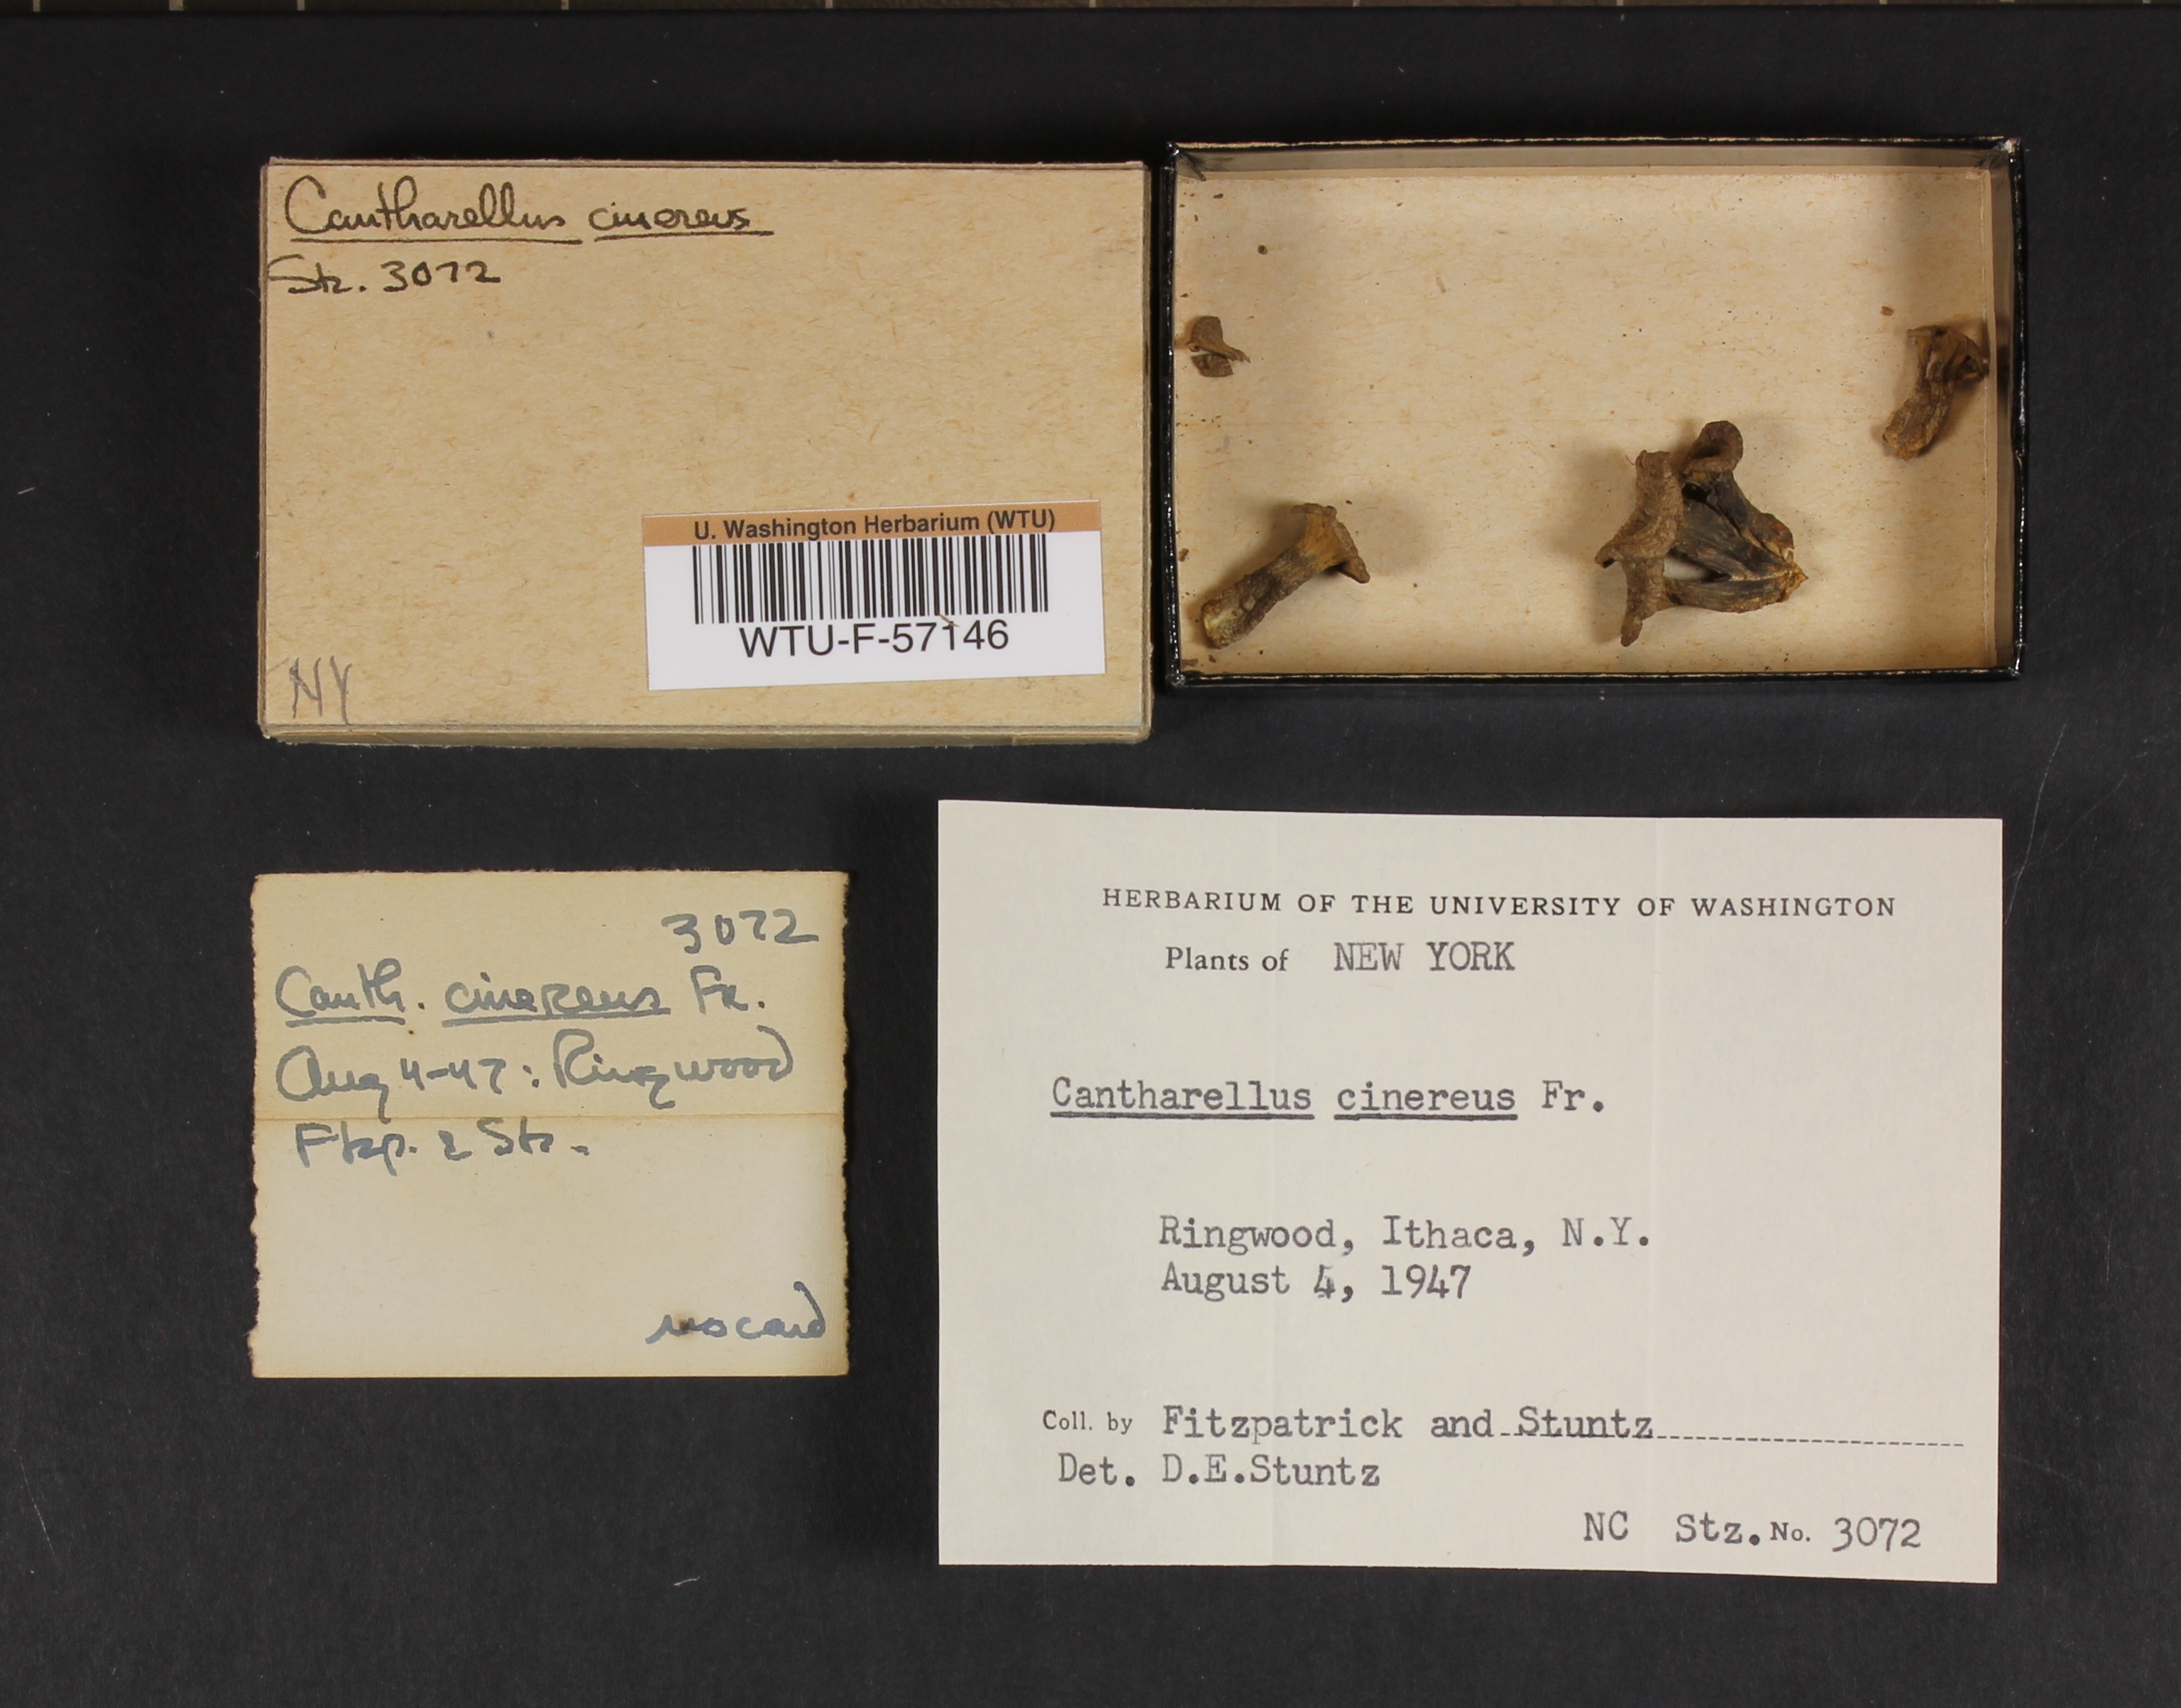 Cantharellus cinereus
Stz. 3072
U. Washington Herbarium (WTU)
WTU-F-57146
NY
3072
Canth. cinereus Fr.
Aug 4-47: Ringwood
Ftzp. & Stz.
no card
HERBARIUM OF THE UNIVERSITY OF WASHINGTON
Plants of NEW YORK
Cantharellus cinereus Fr.
Ringwood, Ithaca, N.Y.
August 4, 1947
Coll. by Fitzpatrick and Stuntz
Det. D.E.Stuntz
NC Stz. No. 3072